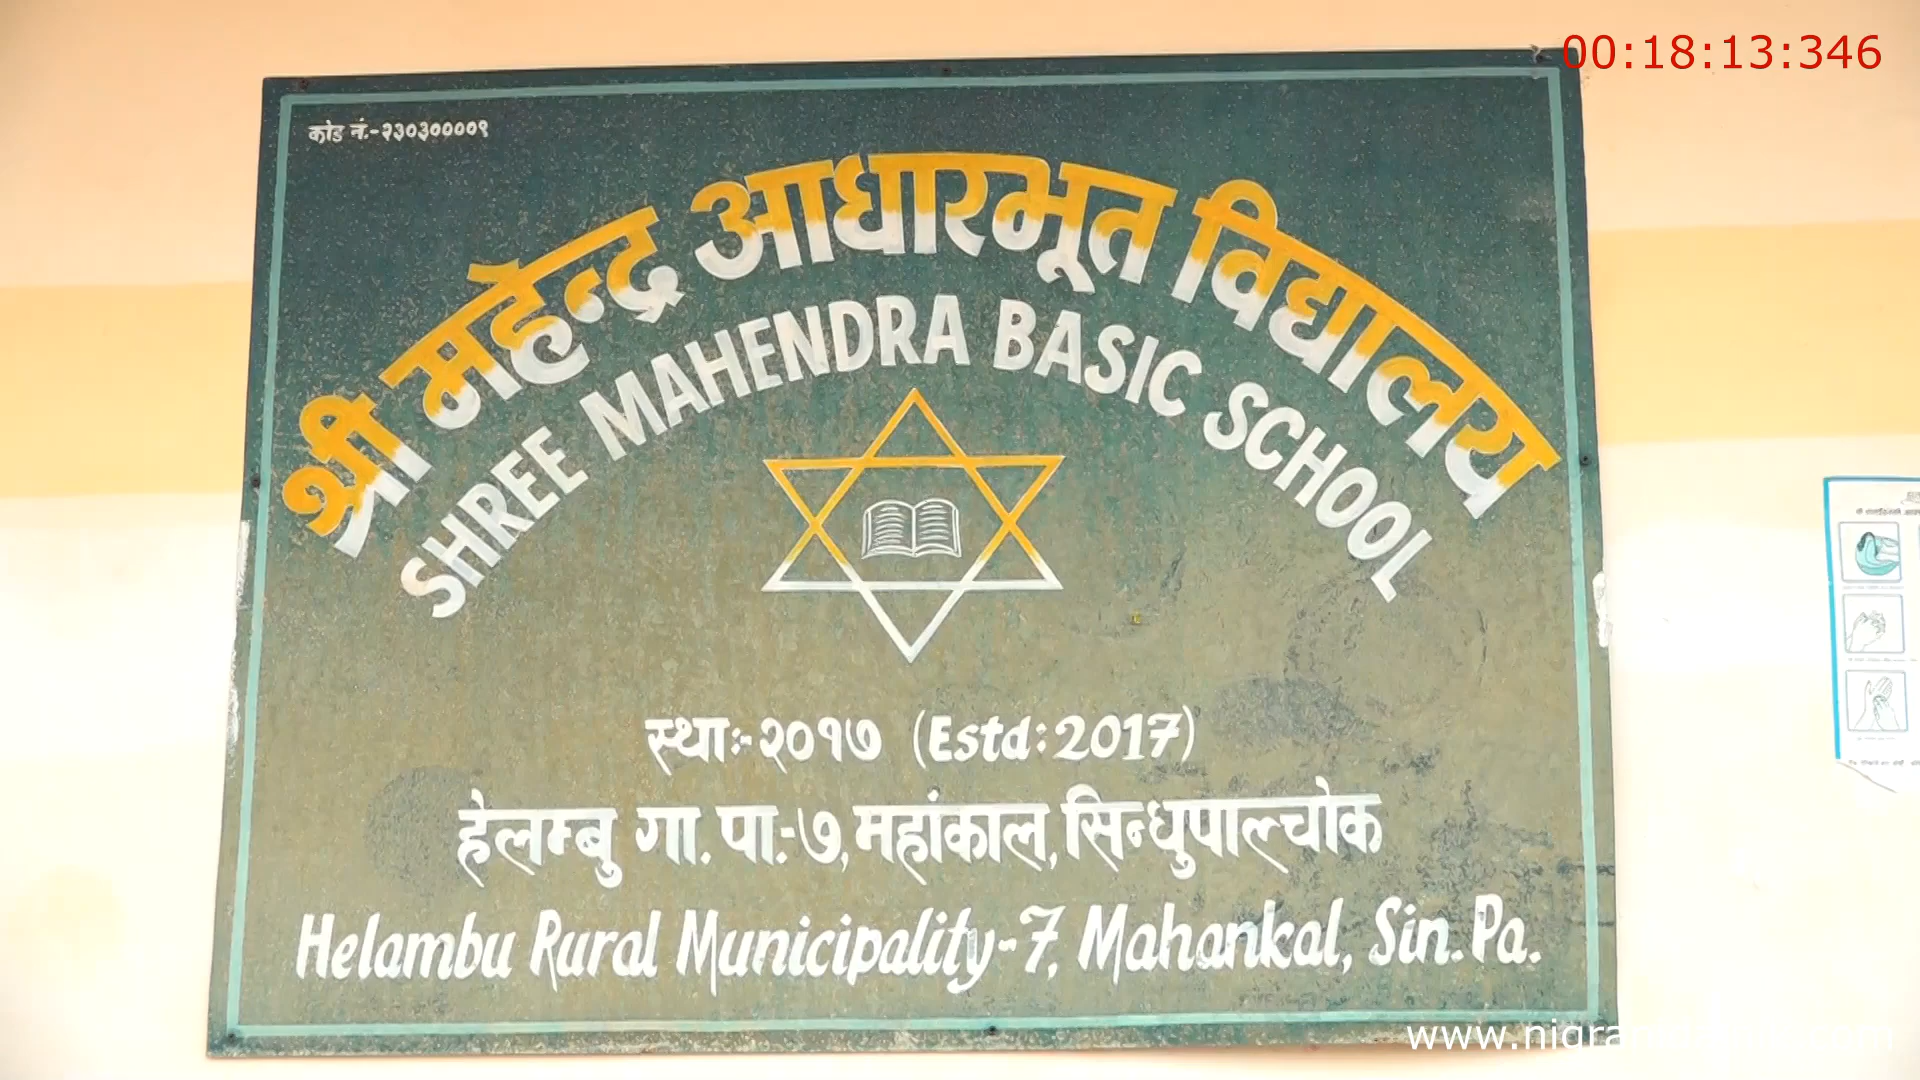 00:18:13:346
कोड नं.-२३०३००००९
श्री महेन्द्र आधारभूत विद्यालय
SHREE MAHENDRA BASIC SCHOOL
स्थाः-२०१७ (Estd:2017)
हेलम्बु गा. पा.-७, महांकाल, सिन्धुपाल्चोक
Helambu Rural Municipality-7, Mahankal, Sin. Pa.